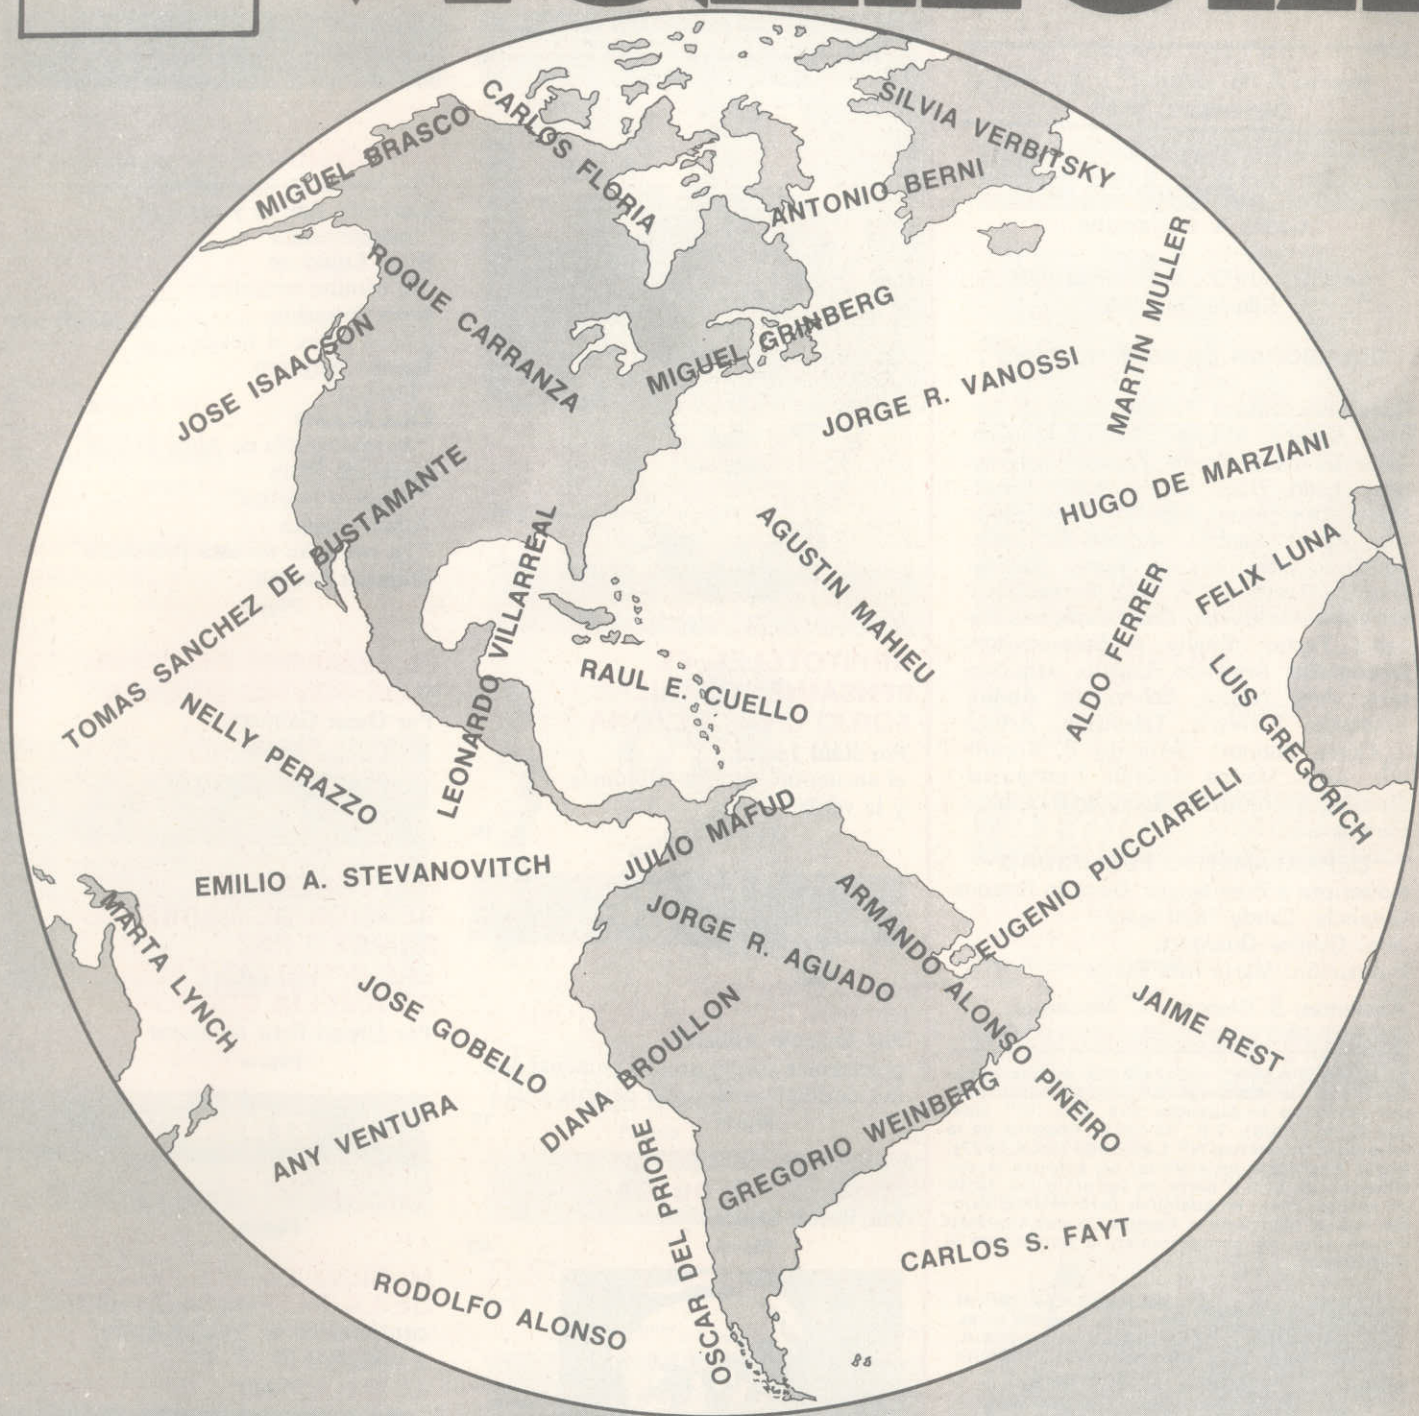 SILVIA VERBITSKY
CARLOS FLORIA
MIGUEL BRASCO
ANTONIO BERNI
MARTIN MULLER
ROQUE CARRANZA
MIGUEL GRINBERG
JOSE ISAACSON
JORGE R. VANOSSI
HUGO DE MARZIANI
TOMAS SANCHEZ DE BUSTAMANTE
LEONARDO VILLARREAL
AGUSTIN MAHIEU
FELIX LUNA
ALDO FERRER
RAUL E. CUELLO
LUIS GREGORICH
NELLY PERAZZO
EUGENIO PUCCIARELLI
JULIO MAFUD
EMILIO A. STEVANOVITCH
ARMANDO ALONSO PIÑEIRO
MARTA LYNCH
JORGE R. AGUADO
JOSE GOBELLO
JAIME REST
DIANA BROULLON
GREGORIO WEINBERG
ANY VENTURA
OSCAR DEL PRIORE
CARLOS S. FAYT
RODOLFO ALONSO